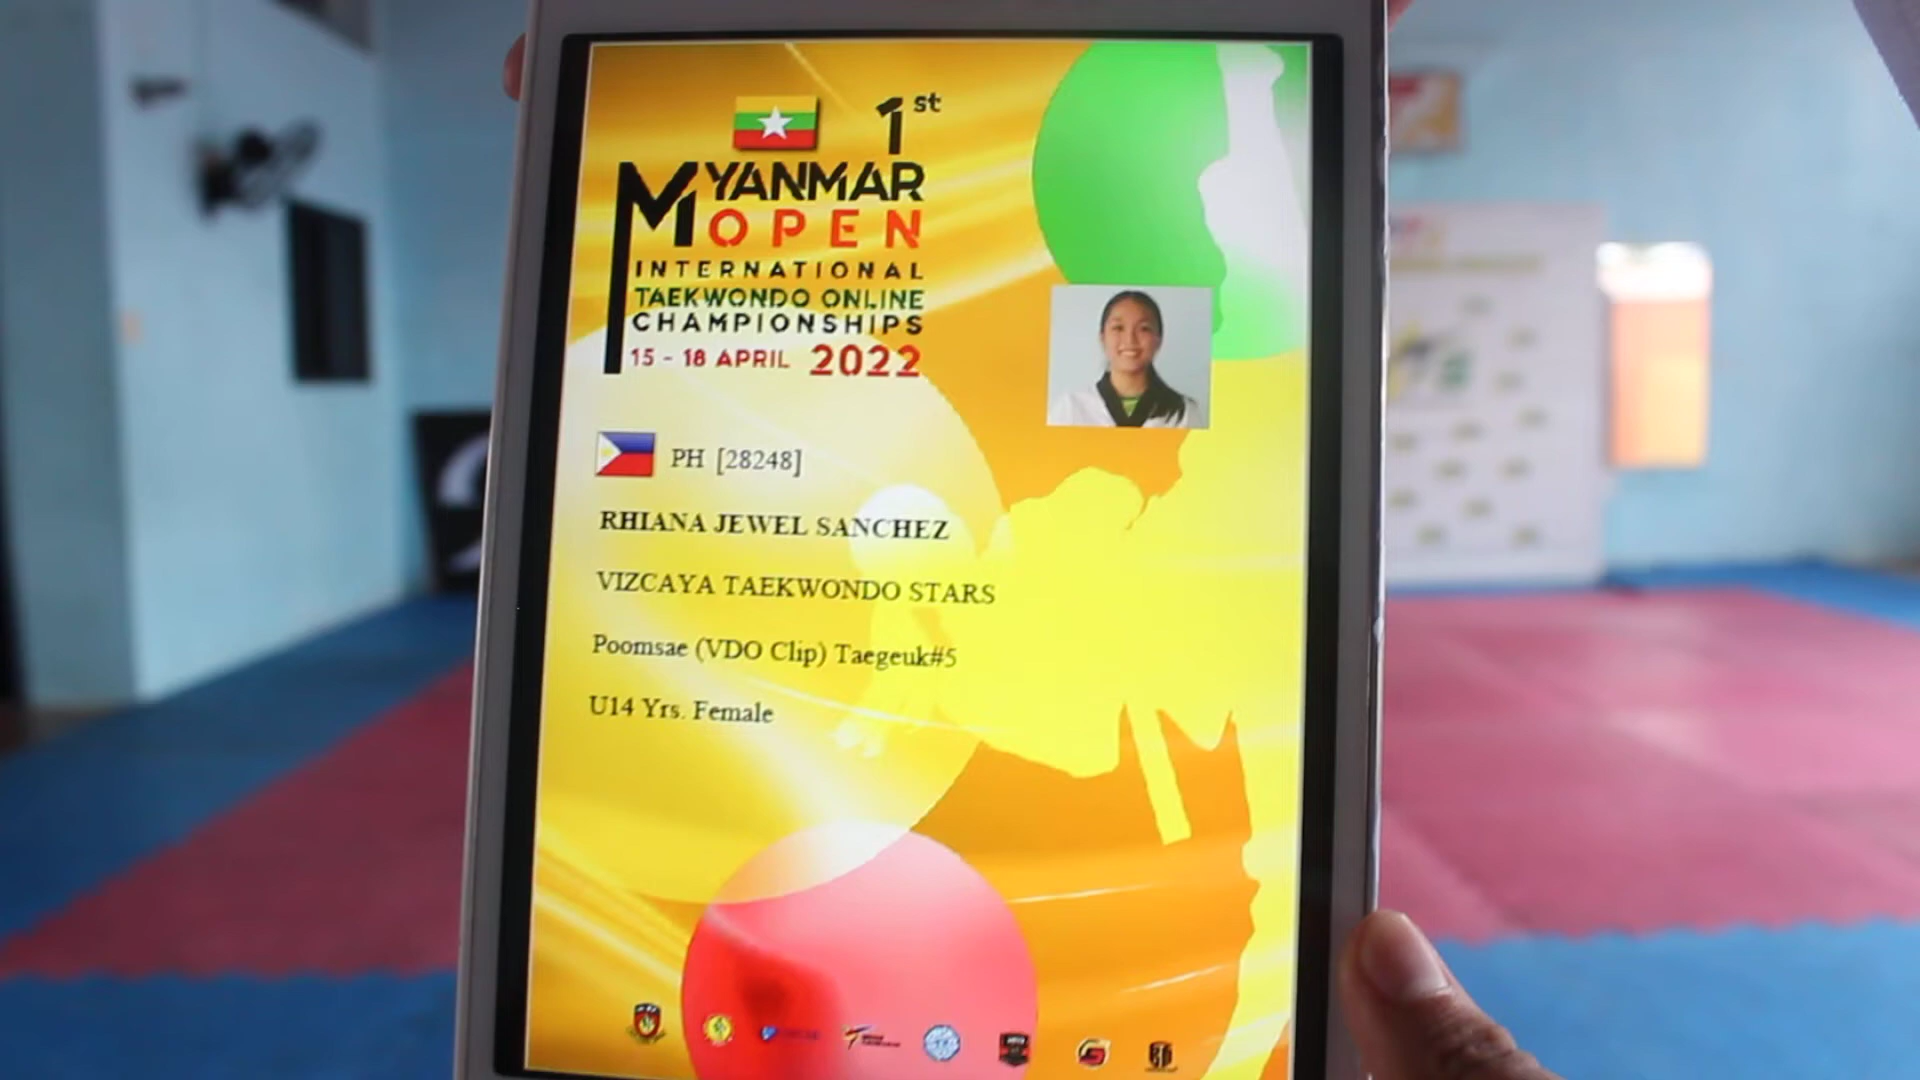 1st
MYANMAR
OPEN
INTERNATIONAL
TAEKWONDO ONLINE
CHAMPIONSHIPS
15 - 18 APRIL 2022
PH [28248]
RHIANA JEWEL SANCHEZ
VIZCAYA TAEKWONDO STARS
Poomsae (VDO Clip) Taegeuk#5
U14 Yrs. Female